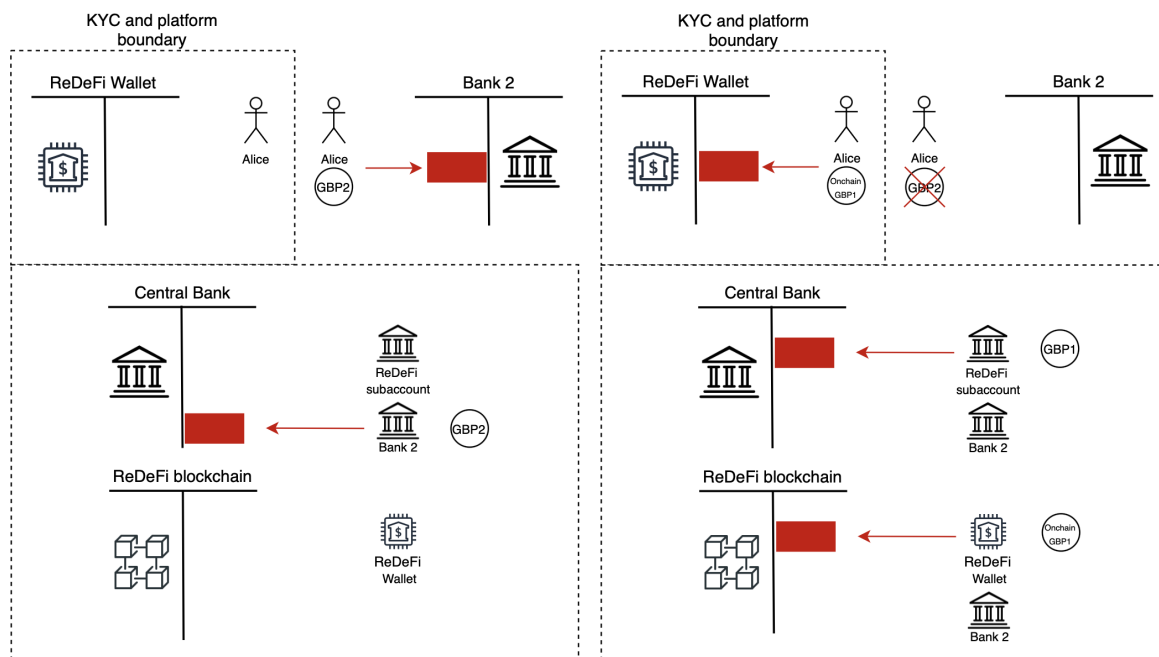 KYC and platform
boundary
ReDeFi Wallet
Bank 2
$
Alice
Alice
GBP2
Central Bank
ReDeFi
subaccount
Bank 2
GBP2
ReDeFi blockchain
$
ReDeFi
Wallet
KYC and platform
boundary
ReDeFi Wallet
Bank 2
$
Alice
Onchain
GBP1
Alice
GBP2
Central Bank
ReDeFi
subaccount
GBP1
Bank 2
ReDeFi blockchain
$
ReDeFi
Wallet
Onchain
GBP1
Bank 2